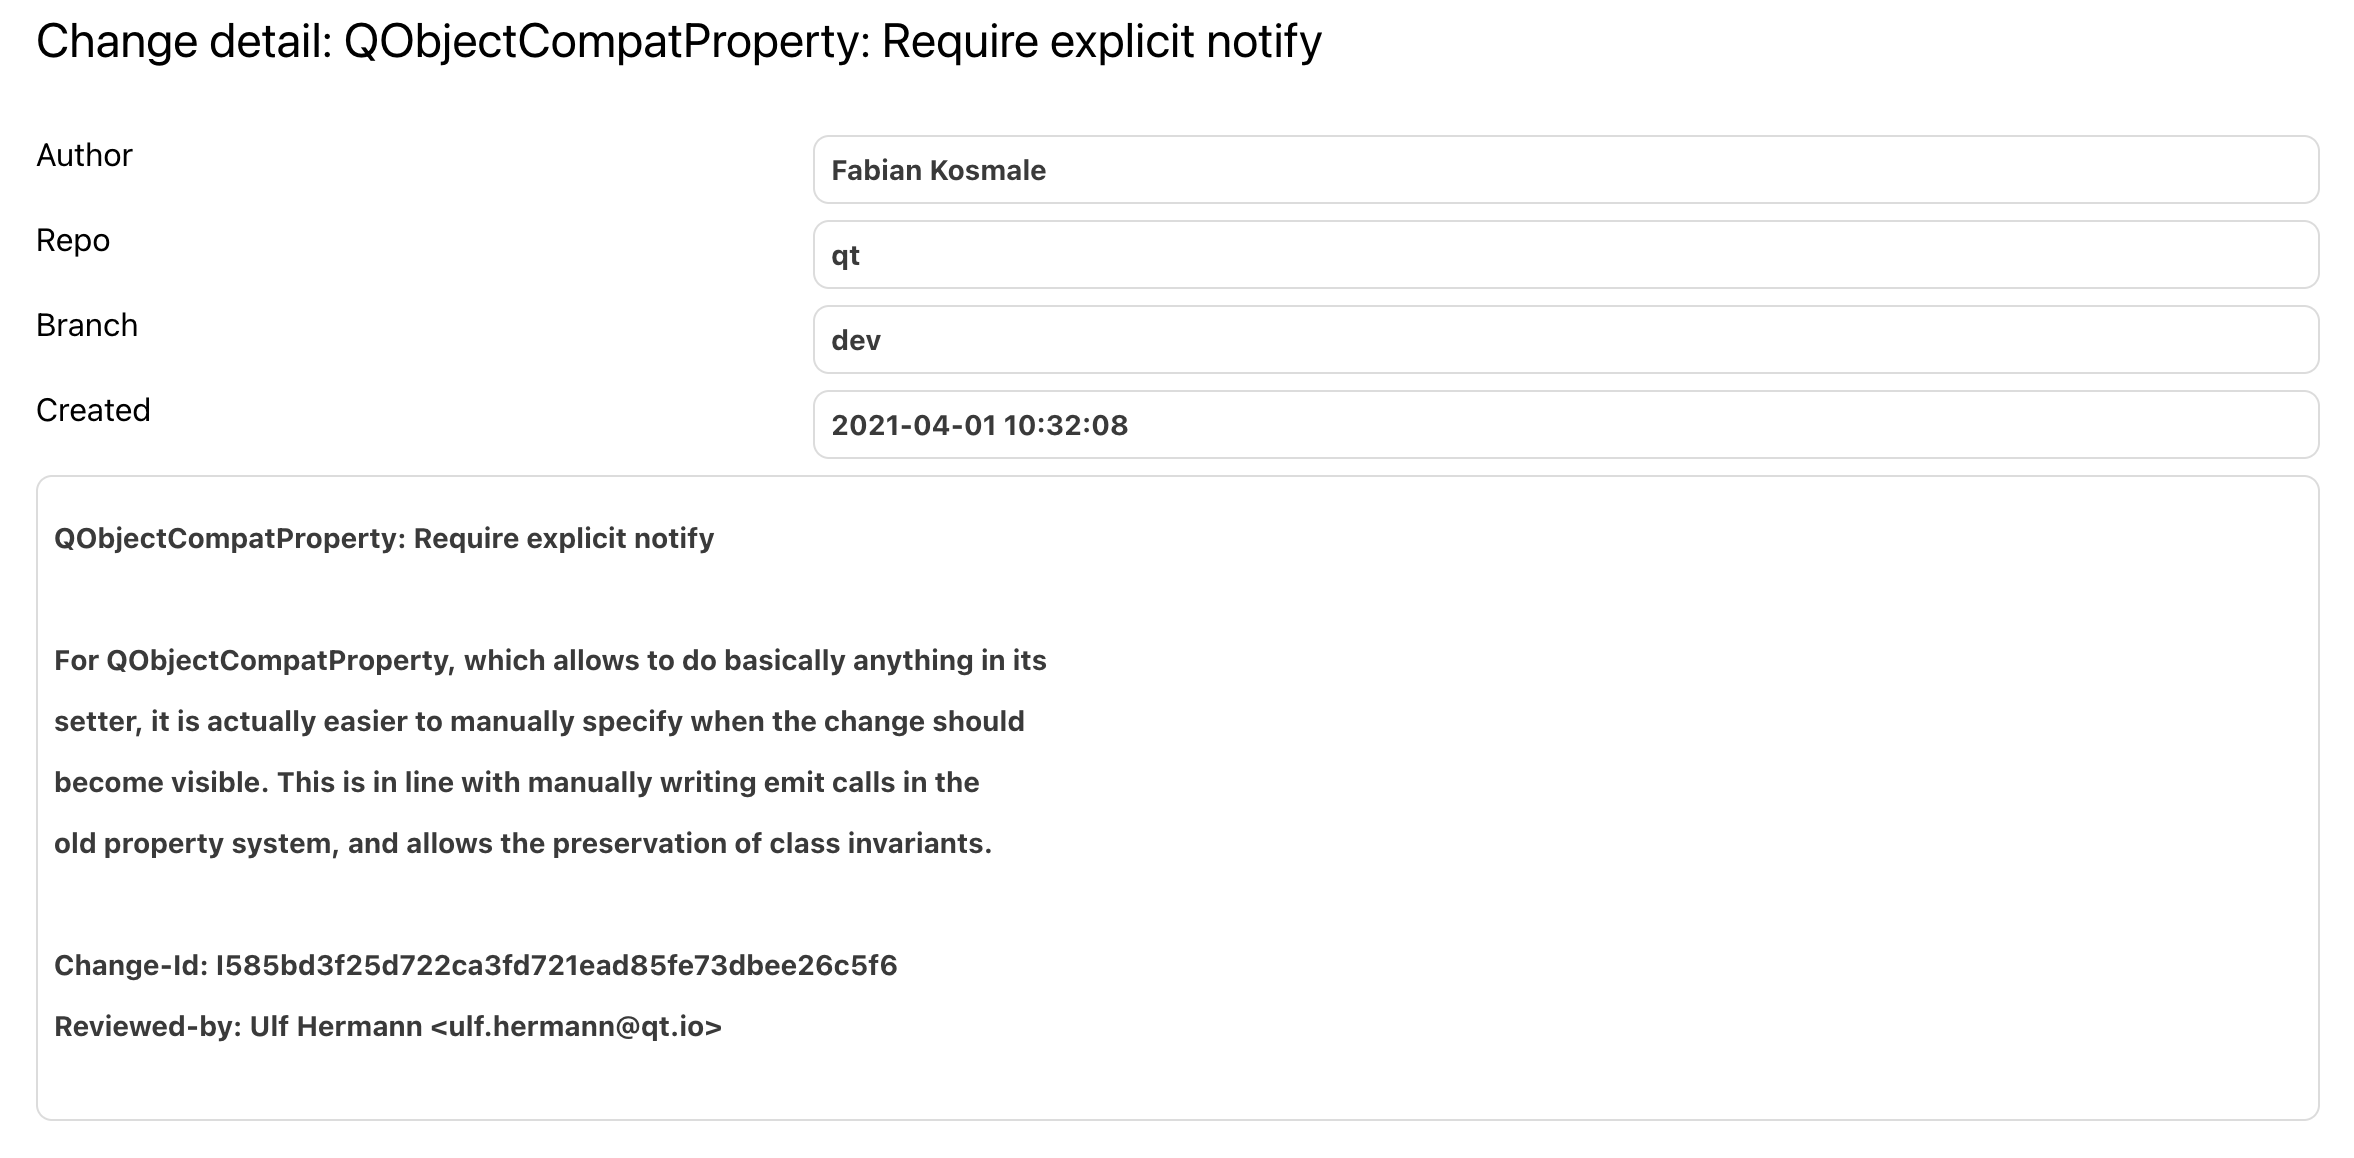 Change detail: QObjectCompatProperty: Require explicit notify
Author
Fabian Kosmale
Repo
qt
Branch
dev
Created
2021-04-01 10:32:08
QObjectCompatProperty: Require explicit notify
For QObjectCompatProperty, which allows to do basically anything in its
setter, it is actually easier to manually specify when the change should
become visible. This is in line with manually writing emit calls in the
old property system, and allows the preservation of class invariants.
Change-Id: I585bd3f25d722ca3fd721ead85fe73dbee26c5f6
Reviewed-by: Ulf Hermann <ulf.hermann@qt.io>